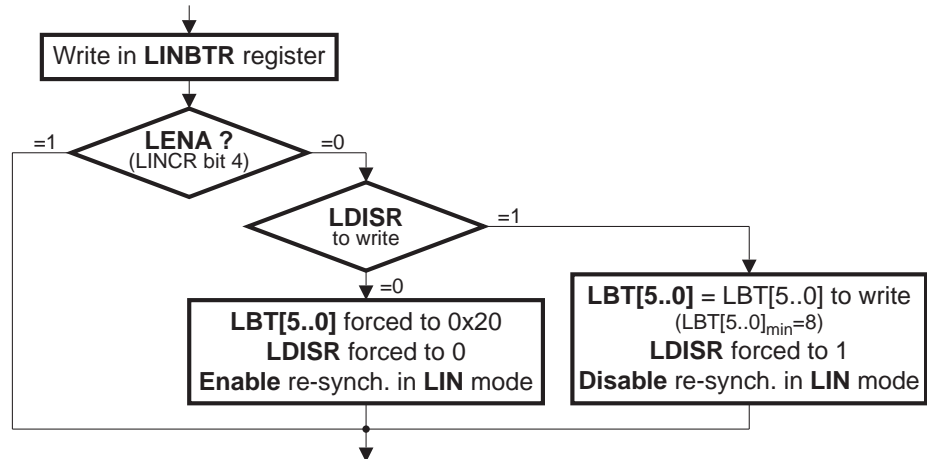 Write in LINBTR register
LENA ?
(LINCR bit 4)
=1
=0
LDISR
to write
=1
=0
LBT[5..0] forced to 0x20
LDISR forced to 0
Enable re-synch. in LIN mode
LBT[5..0] = LBT[5..0] to write
(LBT[5..0]min=8)
LDISR forced to 1
Disable re-synch. in LIN mode